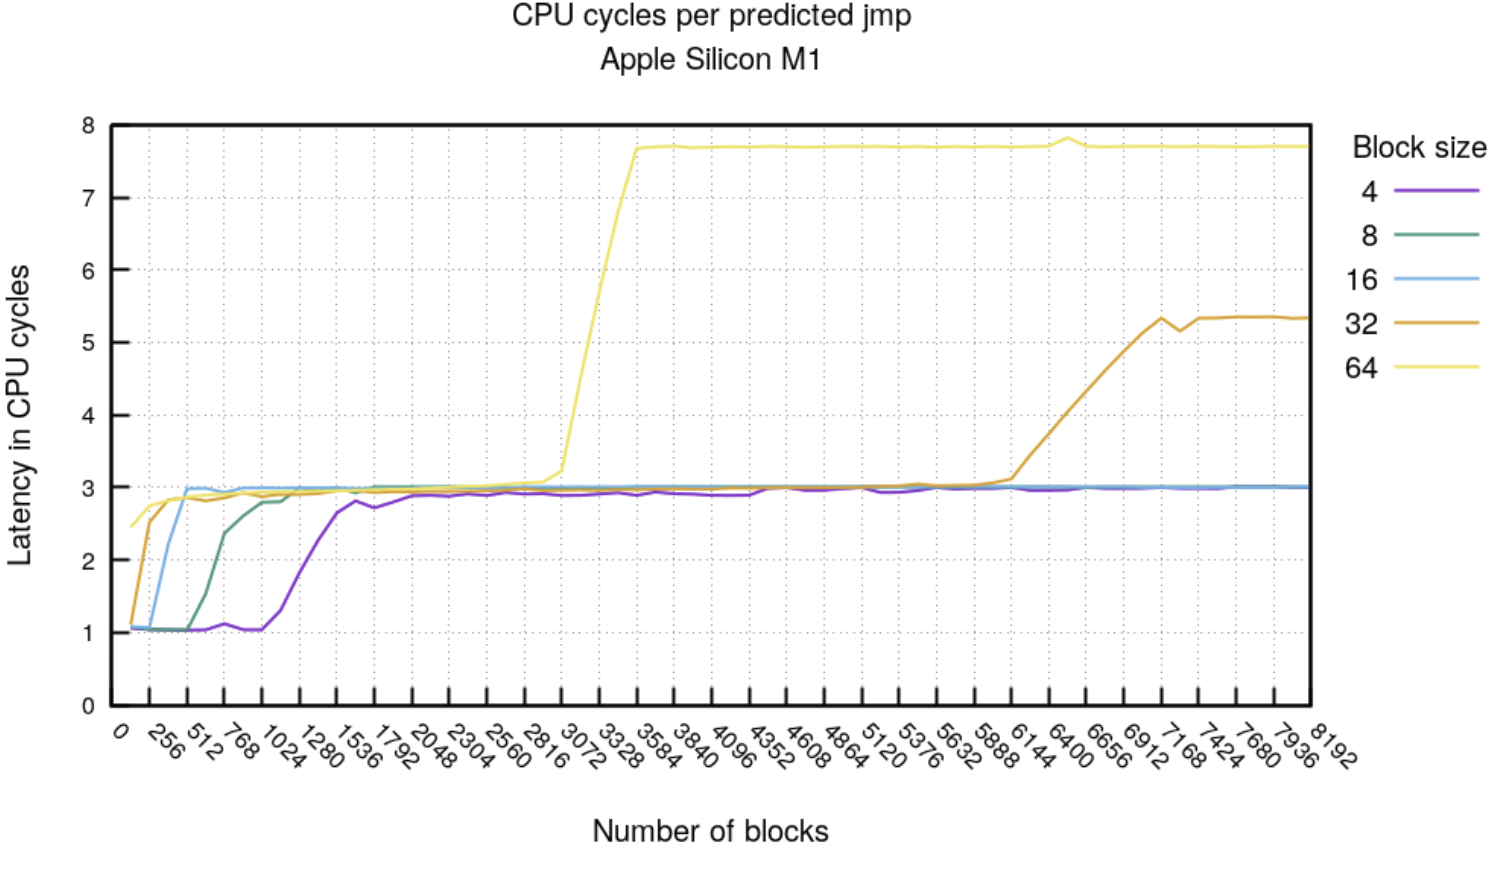 CPU cycles per predicted jmp
Apple Silicon M1
8
7
6
5
4
3
2
1
0
Latency in CPU cycles
0 256 512 768 1024 1280 1536 1792 2048 2304 2560 2816 3072 3328 3584 3840 4096 4352 4608 4864 5120 5376 5632 5888 6144 6400 6656 6912 7168 7424 7680 7936 8192
Number of blocks
Block size
4
8
16
32
64